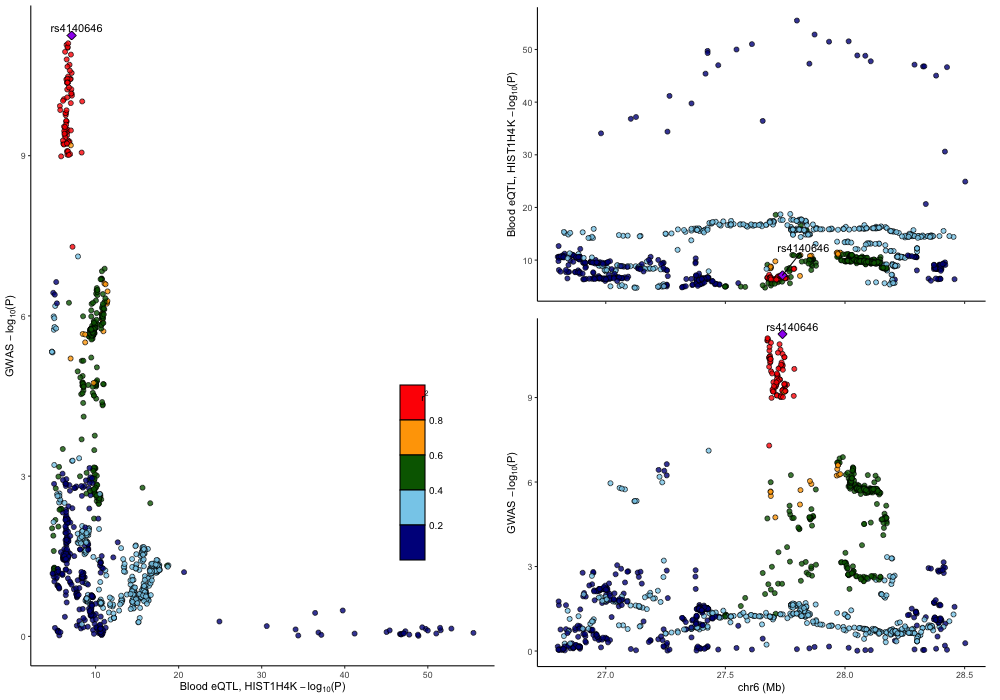 rs4140646
9
6
3
0
GWAS −log10(P)
10
20
30
40
50
Blood eQTL, HIST1H4K −log10(P)
r2
0.8
0.6
0.4
0.2
50
40
30
20
10
Blood eQTL, HIST1H4K −log10(P)
rs4140646
rs4140646
9
6
3
0
GWAS −log10(P)
27.0
27.5
28.0
28.5
chr6 (Mb)